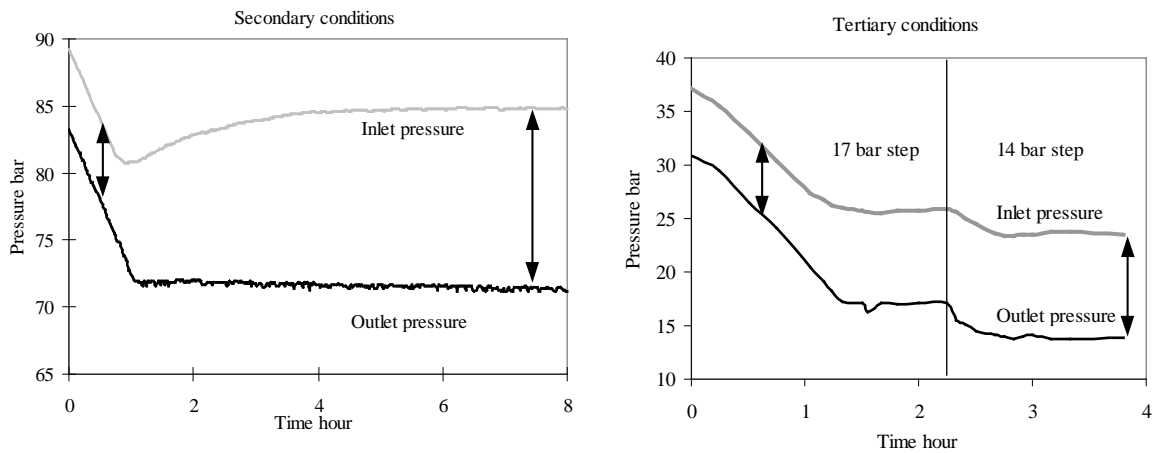 Secondary conditions
90
85
80
75
70
65
Pressure bar
Inlet pressure
Outlet pressure
0 2 4 6 8
Time hour
Tertiary conditions
40
35
30
25
20
15
10
Pressure bar
17 bar step 14 bar step
Inlet pressure
Outlet pressure
0 1 2 3 4
Time hour